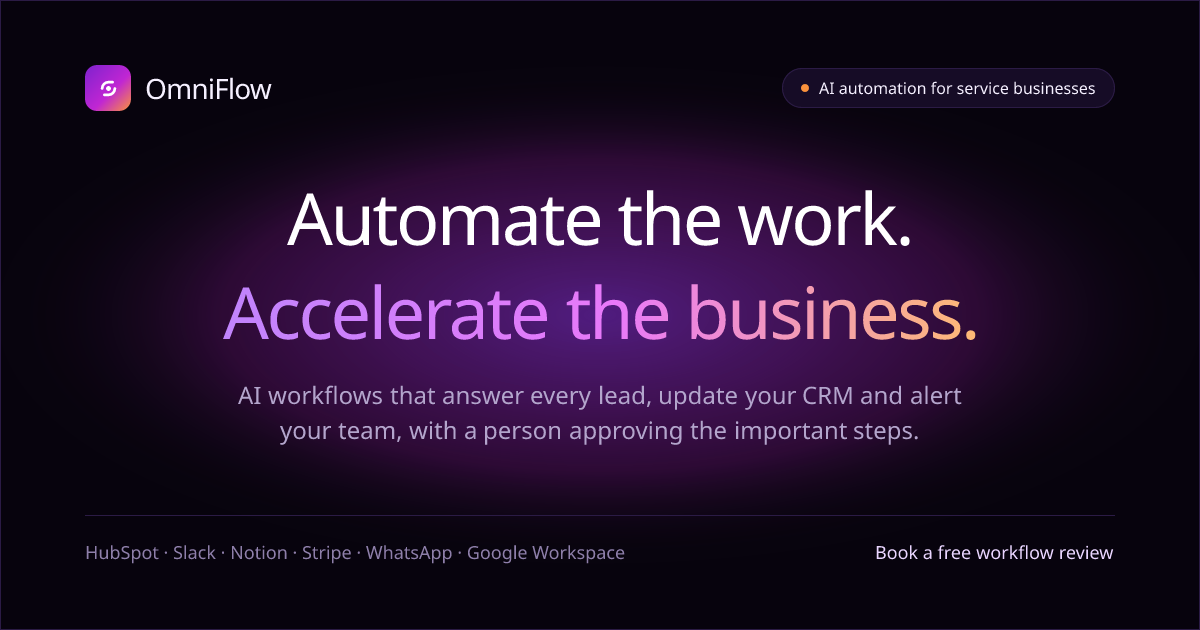 OmniFlow
AI automation for service businesses
Automate the work.
Accelerate the business.
AI workflows that answer every lead, update your CRM and alert
your team, with a person approving the important steps.
HubSpot · Slack · Notion · Stripe · WhatsApp · Google Workspace
Book a free workflow review